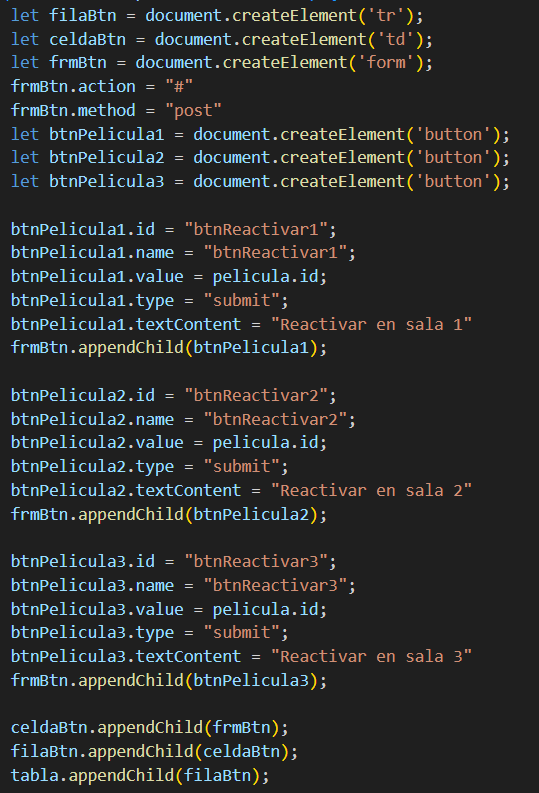 let filaBtn = document.createElement('tr');
let celdaBtn = document.createElement('td');
let frmBtn = document.createElement('form');
frmBtn.action = "#"
frmBtn.method = "post"
let btnPelicula1 = document.createElement('button');
let btnPelicula2 = document.createElement('button');
let btnPelicula3 = document.createElement('button');
btnPelicula1.id = "btnReactivar1";
btnPelicula1.name = "btnReactivar1";
btnPelicula1.value = pelicula.id;
btnPelicula1.type = "submit";
btnPelicula1.textContent = "Reactivar en sala 1"
frmBtn.appendChild(btnPelicula1);
btnPelicula2.id = "btnReactivar2";
btnPelicula2.name = "btnReactivar2";
btnPelicula2.value = pelicula.id;
btnPelicula2.type = "submit";
btnPelicula2.textContent = "Reactivar en sala 2"
frmBtn.appendChild(btnPelicula2);
btnPelicula3.id = "btnReactivar3";
btnPelicula3.name = "btnReactivar3";
btnPelicula3.value = pelicula.id;
btnPelicula3.type = "submit";
btnPelicula3.textContent = "Reactivar en sala 3"
frmBtn.appendChild(btnPelicula3);
celdaBtn.appendChild(frmBtn);
filaBtn.appendChild(celdaBtn);
tabla.appendChild(filaBtn);